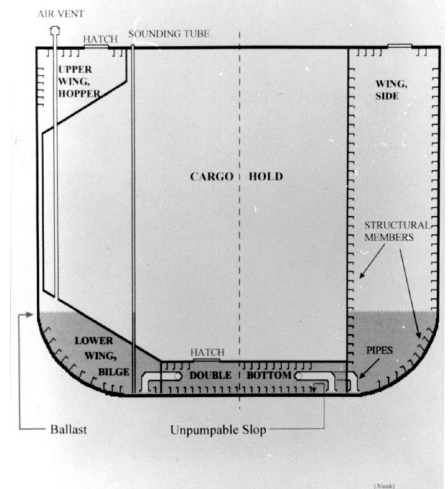 AIR VENT
HATCH
SOUNDING TUBE
UPPER
WING,
HOPPER
WING,
SIDE
CARGO HOLD
STRUCTURAL
MEMBERS
HATCH
LOWER
WING,
BILGE
DOUBLE BOTTOM
PIPES
Ballast
Unpumpable Slop